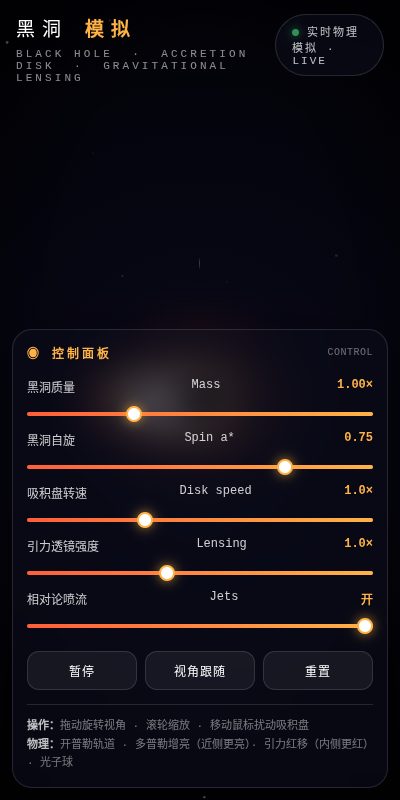 黑洞 模拟
BLACK HOLE · ACCRETION
DISK · GRAVITATIONAL
LENSING
实时物理
模拟 ·
LIVE
控制面板 CONTROL
黑洞质量 Mass 1.00×
黑洞自旋 Spin a* 0.75
吸积盘转速 Disk speed 1.0×
引力透镜强度 Lensing 1.0×
相对论喷流 Jets 开
暂停 视角跟随 重置
操作: 拖动旋转视角 · 滚轮缩放 · 移动鼠标扰动吸积盘
物理: 开普勒轨道 · 多普勒增亮（近侧更亮）· 引力红移（内侧更红）
· 光子球